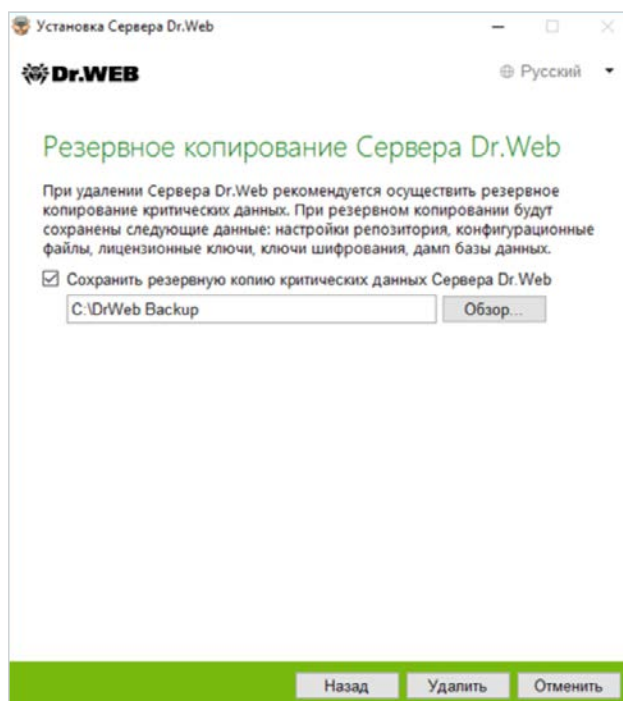 Установка Сервера Dr.Web
Dr.WEB
Русский
Резервное копирование Сервера Dr.Web
При удалении Сервера Dr.Web рекомендуется осуществить резервное
копирование критических данных. При резервном копировании будут
сохранены следующие данные: настройки репозитория, конфигурационные
файлы, лицензионные ключи, ключи шифрования, дамп базы данных.
Сохранить резервную копию критических данных Сервера Dr.Web
C:\DrWeb Backup
Обзор...
Назад
Удалить
Отменить